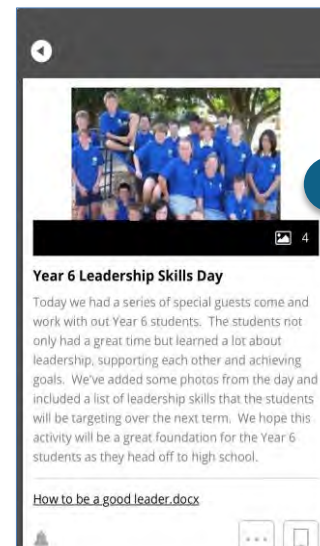 4
Year 6 Leadership Skills Day
Today we had a series of special guests come and
work with out Year 6 students. The students not
only had a great time but learned a lot about
leadership, supporting each other and achieving
goals. We've added some photos from the day and
included a list of leadership skills that the students
will be targeting over the next term. We hope this
activity will be a great foundation for the Year 6
students as they head off to high school.
How to be a good leader.docx